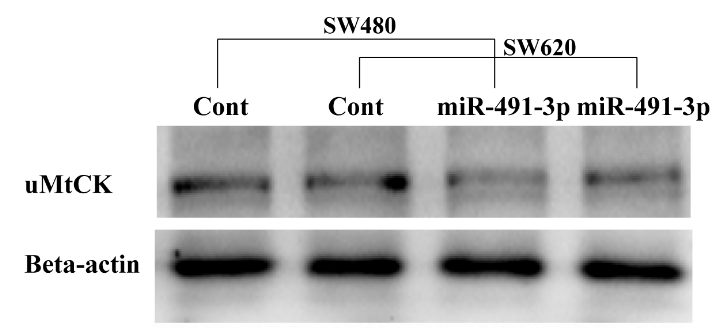 SW480
SW620
Cont Cont miR-491-3p miR-491-3p
uMtCK
Beta-actin